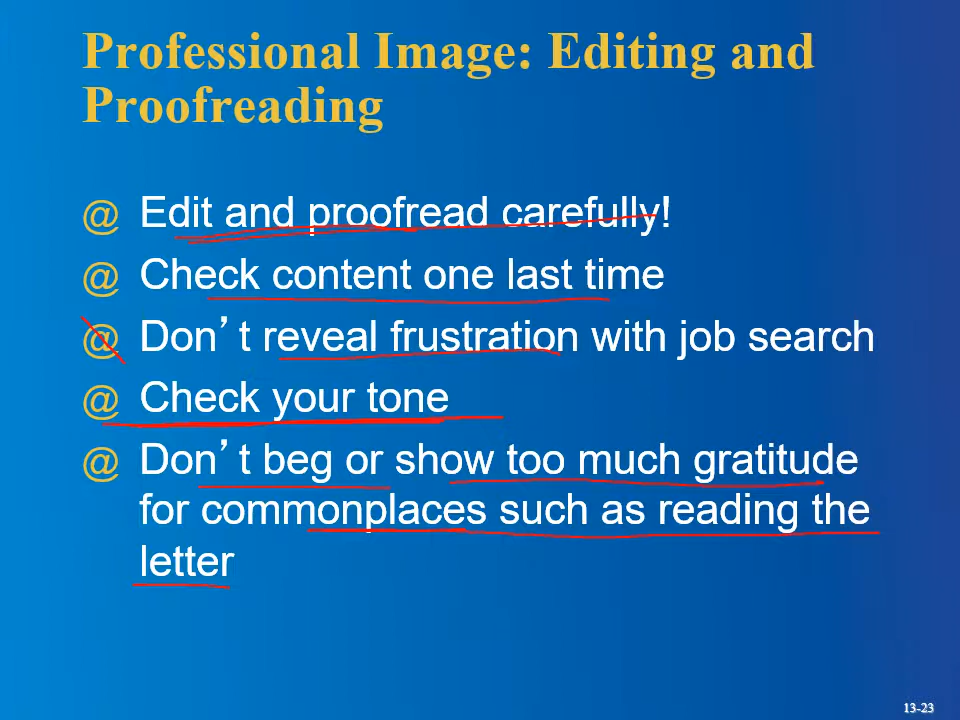 Professional Image: Editing and
Proofreading
@ Edit and proofread carefully!
@ Check content one last time
@ Don’t reveal frustration with job search
@ Check your tone
@ Don’t beg or show too much gratitude
for commonplaces such as reading the
letter
13-23